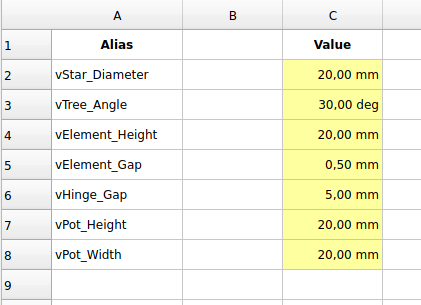 A B C
1 Alias Value
2 vStar_Diameter 20,00 mm
3 vTree_Angle 30,00 deg
4 vElement_Height 20,00 mm
5 vElement_Gap 0,50 mm
6 vHinge_Gap 5,00 mm
7 vPot_Height 20,00 mm
8 vPot_Width 20,00 mm
9